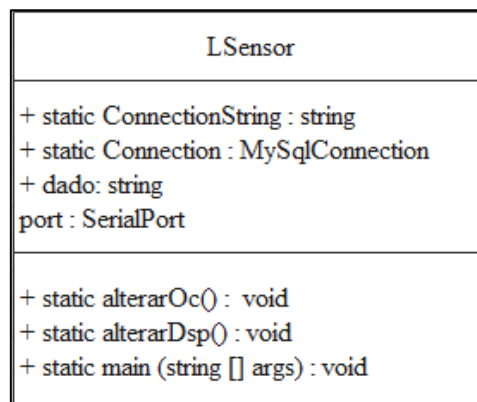 LSensor
+ static ConnectionString : string
+ static Connection : MySqlConnection
+ dado: string
port : SerialPort
+ static alterarOc() : void
+ static alterarDsp() : void
+ static main (string [] args) : void